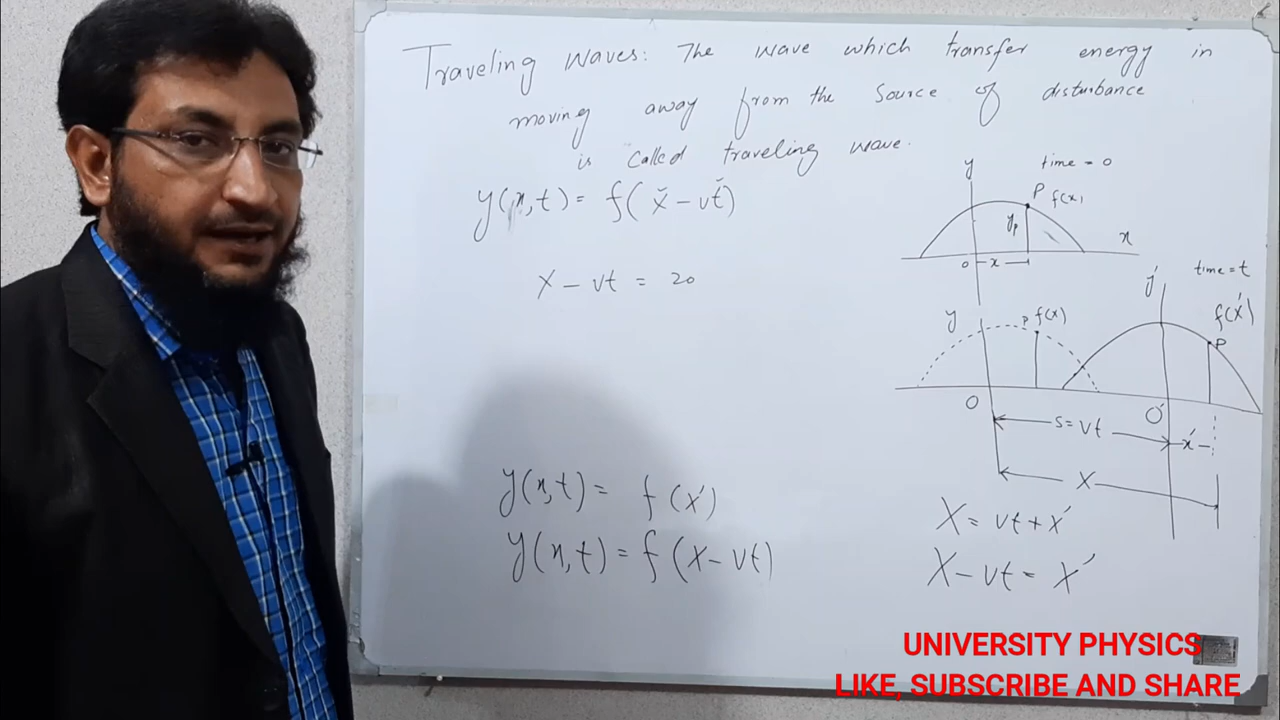 Traveling waves: The wave which transfer energy in
moving away from the source of disturbance
is called traveling wave.
y(x,t) = f(x - vt)
x - vt = 20
y(x,t) = f(x')
y(x,t) = f(x - vt)
y
time = 0
P f(x)
yp
x
o x
y'
time = t
y
P f(x)
f(x')
P
O
O'
s = vt
x'
X
X = vt + x'
X - vt = x'
UNIVERSITY PHYSICS
LIKE, SUBSCRIBE AND SHARE